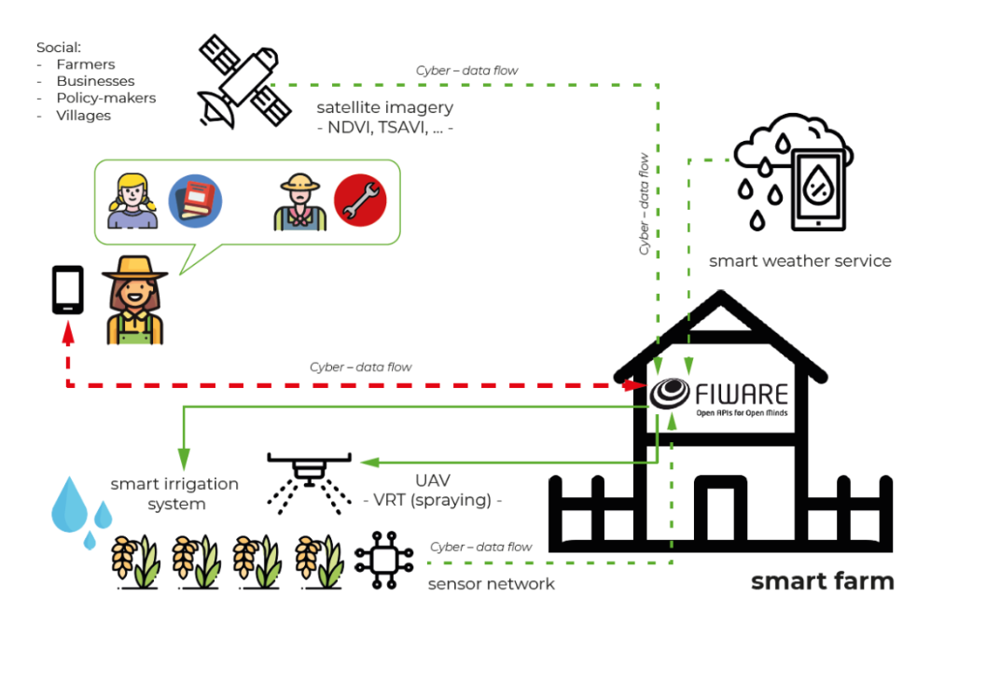 Social:
- Farmers
- Businesses
- Policy-makers
- Villages
Cyber – data flow
satellite imagery
- NDVI, TSAVI, ... -
Cyber – data flow
%
smart weather service
Cyber – data flow
FIWARE
Open APIs for Open Minds
smart irrigation
system
UAV
- VRT (spraying) -
Cyber – data flow
sensor network
smart farm